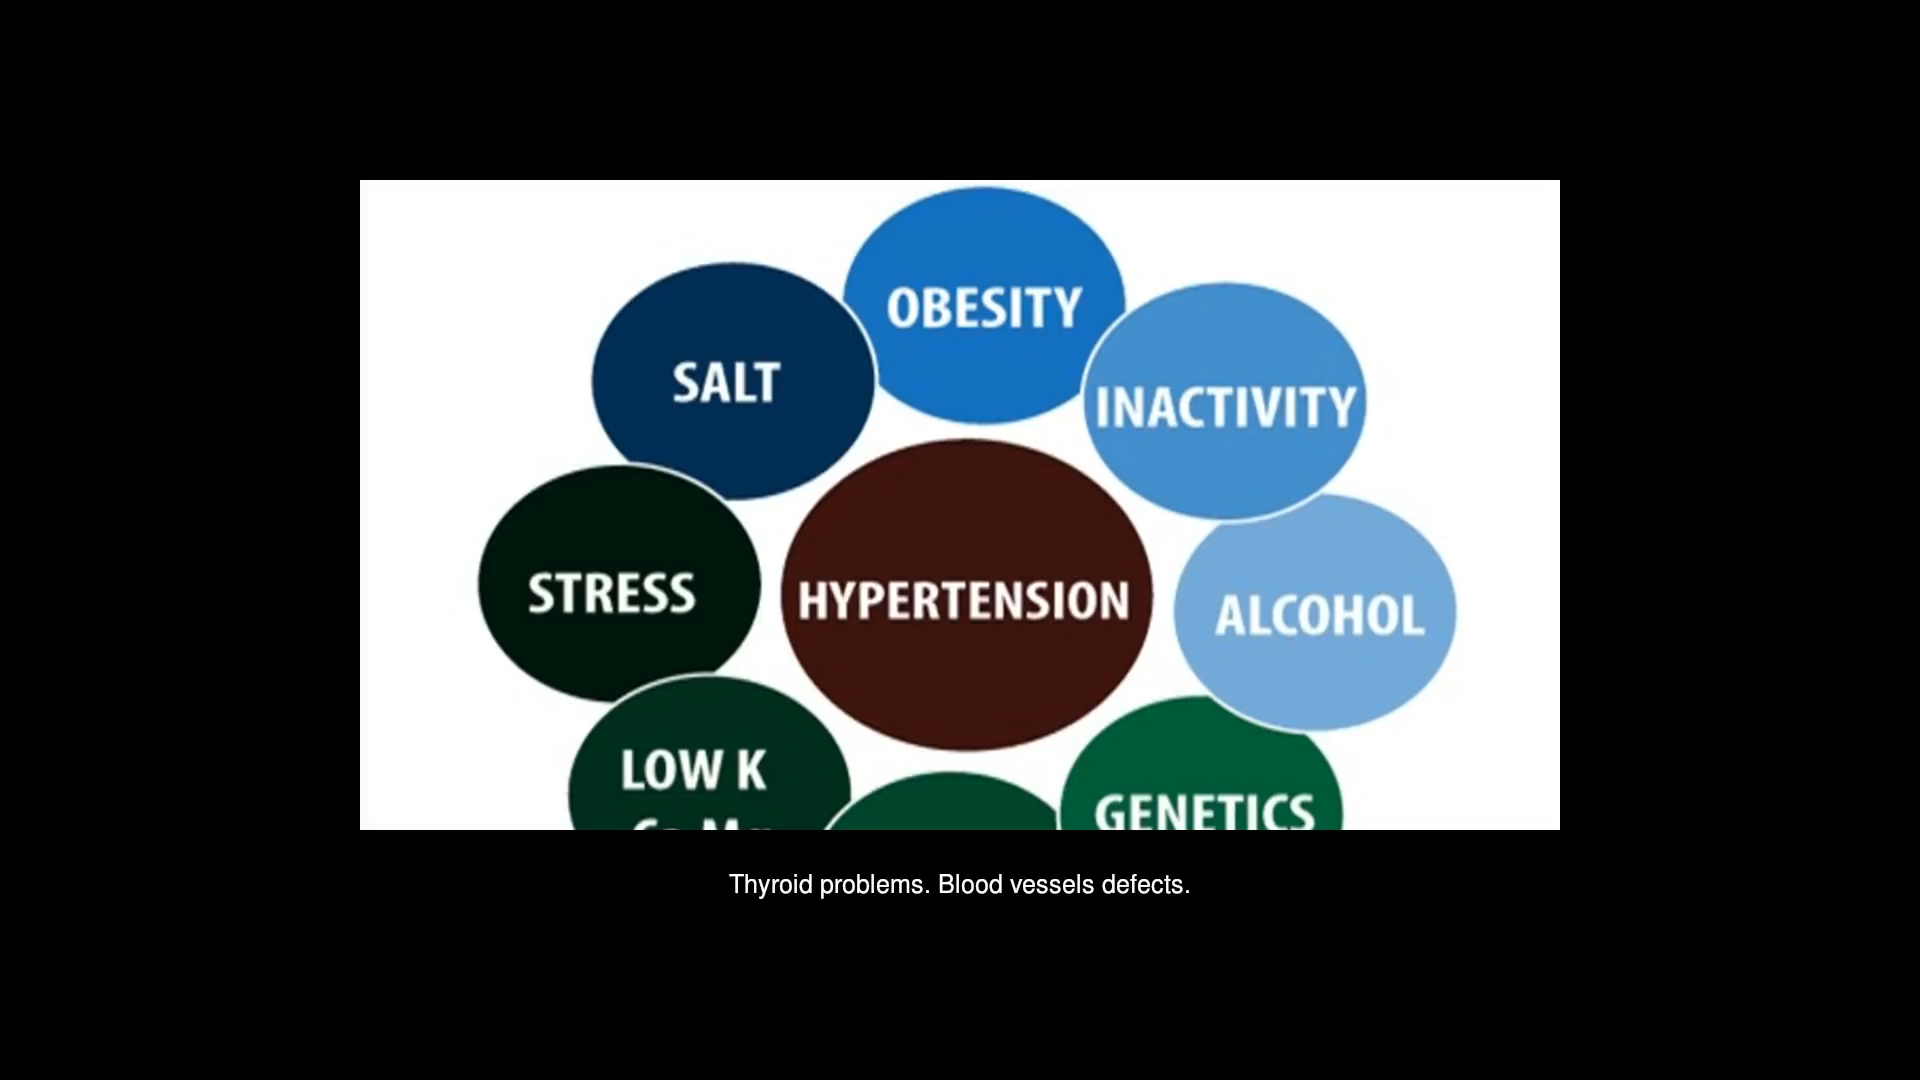 OBESITY
SALT
INACTIVITY
STRESS
HYPERTENSION
ALCOHOL
LOW K
GENETICS
Thyroid problems. Blood vessels defects.